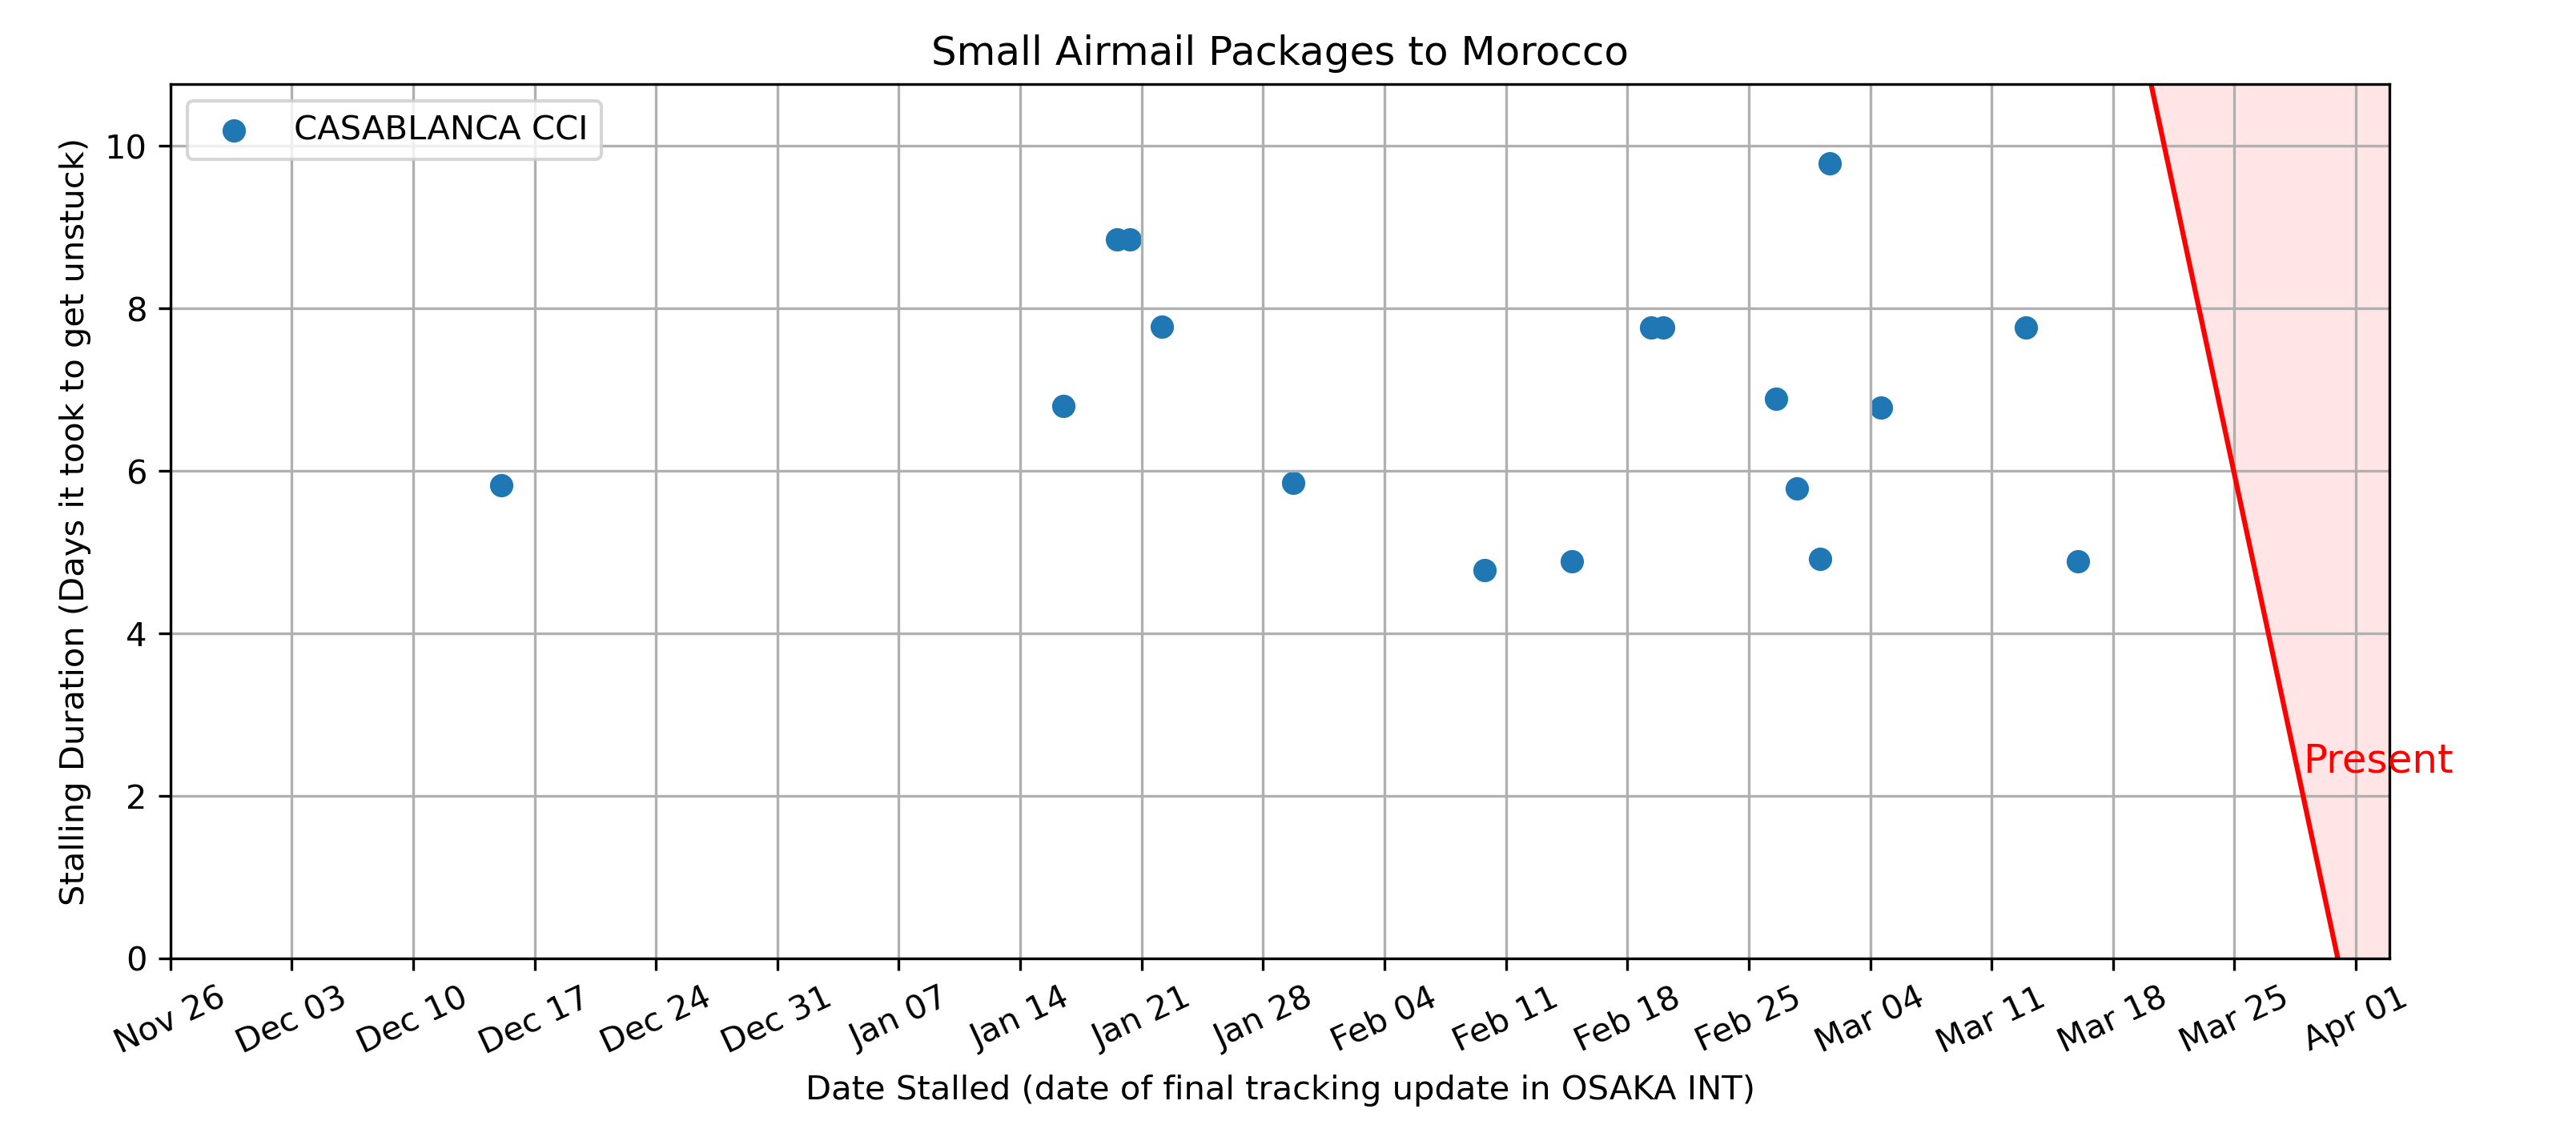 Small Airmail Packages to Morocco
CASABLANCA CCI
Stalling Duration (Days it took to get unstuck)
10
8
6
4
2
0
Present
Nov 26
Dec 03
Dec 10
Dec 17
Dec 24
Dec 31
Jan 07
Jan 14
Jan 21
Jan 28
Feb 04
Feb 11
Feb 18
Feb 25
Mar 04
Mar 11
Mar 18
Mar 25
Apr 01
Date Stalled (date of final tracking update in OSAKA INT)